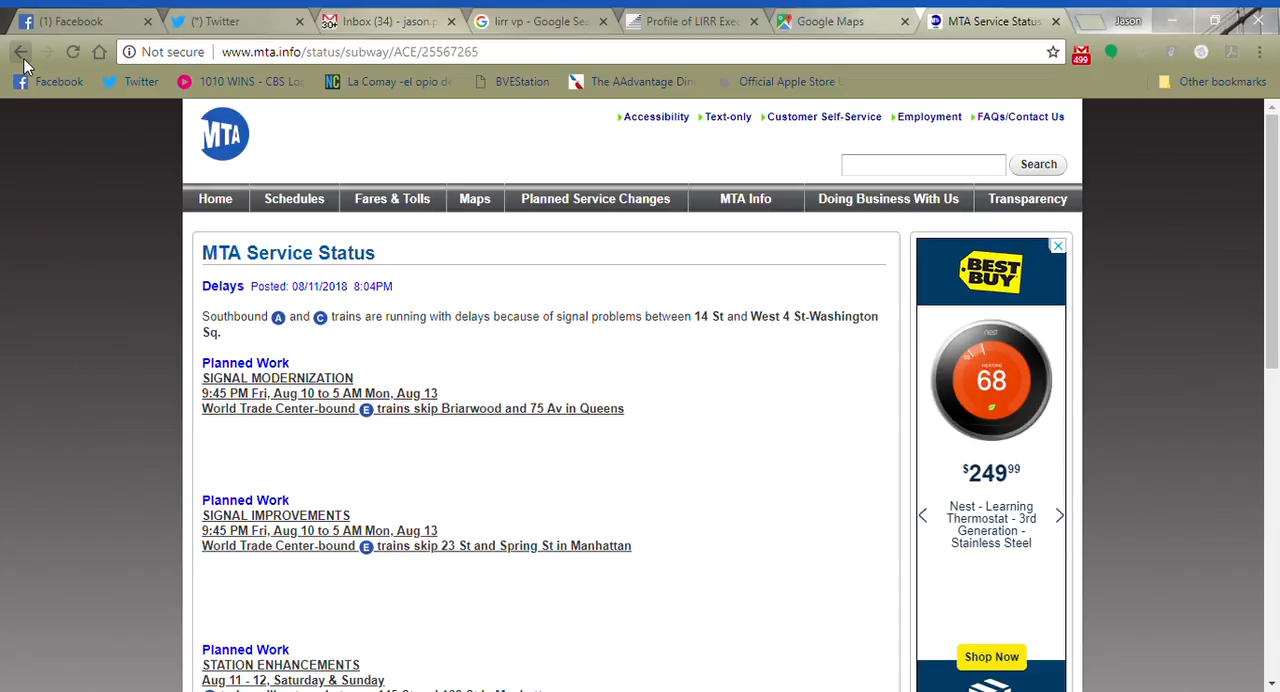 (1) Facebook
(*) Twitter
Inbox (34) - jason.p
lirr vp - Google Sea
Profile of LIRR Exec
Google Maps
MTA Service Status
Jason
Not secure www.mta.info/status/subway/ACE/25567265
499
Facebook
Twitter
1010 WINS - CBS Loc
La Comay -el opio de
BVEStation
The AAdvantage Din
Official Apple Store
Other bookmarks
MTA
Accessibility Text-only Customer Self-Service Employment FAQs/Contact Us
Search
Home Schedules Fares & Tolls Maps Planned Service Changes MTA Info Doing Business With Us Transparency
MTA Service Status
Delays Posted: 08/11/2018 8:04PM
Southbound A and C trains are running with delays because of signal problems between 14 St and West 4 St-Washington
Sq.
Planned Work
SIGNAL MODERNIZATION
9:45 PM Fri, Aug 10 to 5 AM Mon, Aug 13
World Trade Center-bound E trains skip Briarwood and 75 Av in Queens
Planned Work
SIGNAL IMPROVEMENTS
9:45 PM Fri, Aug 10 to 5 AM Mon, Aug 13
World Trade Center-bound E trains skip 23 St and Spring St in Manhattan
Planned Work
STATION ENHANCEMENTS
Aug 11 - 12, Saturday & Sunday
BEST
BUY
nest
HEATING
68
$24999
Nest - Learning
Thermostat - 3rd
Generation -
Stainless Steel
Shop Now